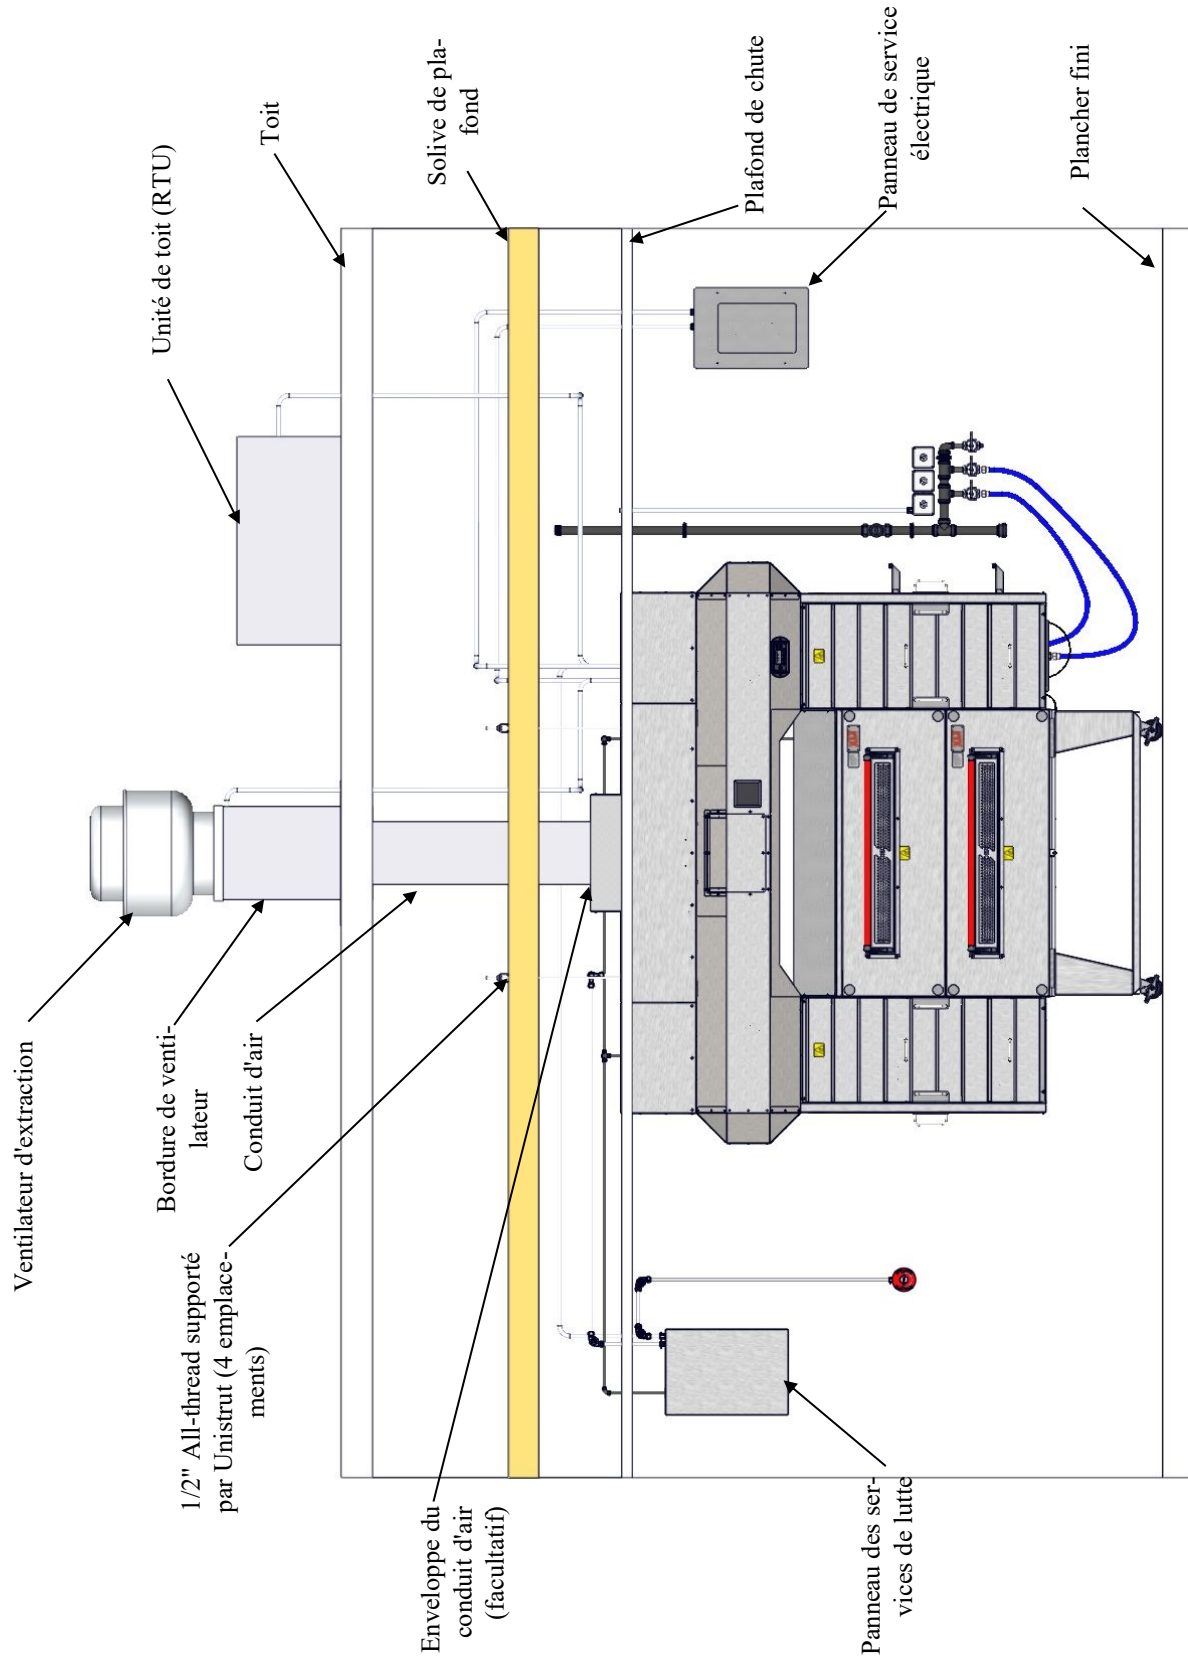 Ventilateur d'extraction
Bordure de venti-
lateur
Conduit d'air
1/2" All-thread supporté
par Unistrut (4 emplace-
ments)
Enveloppe du
conduit d'air
(facultatif)
Panneau des ser-
vices de lutte
Unité de toit (RTU)
Toit
Solive de pla-
fond
Plafond de chute
Panneau de service
électrique
Plancher fini